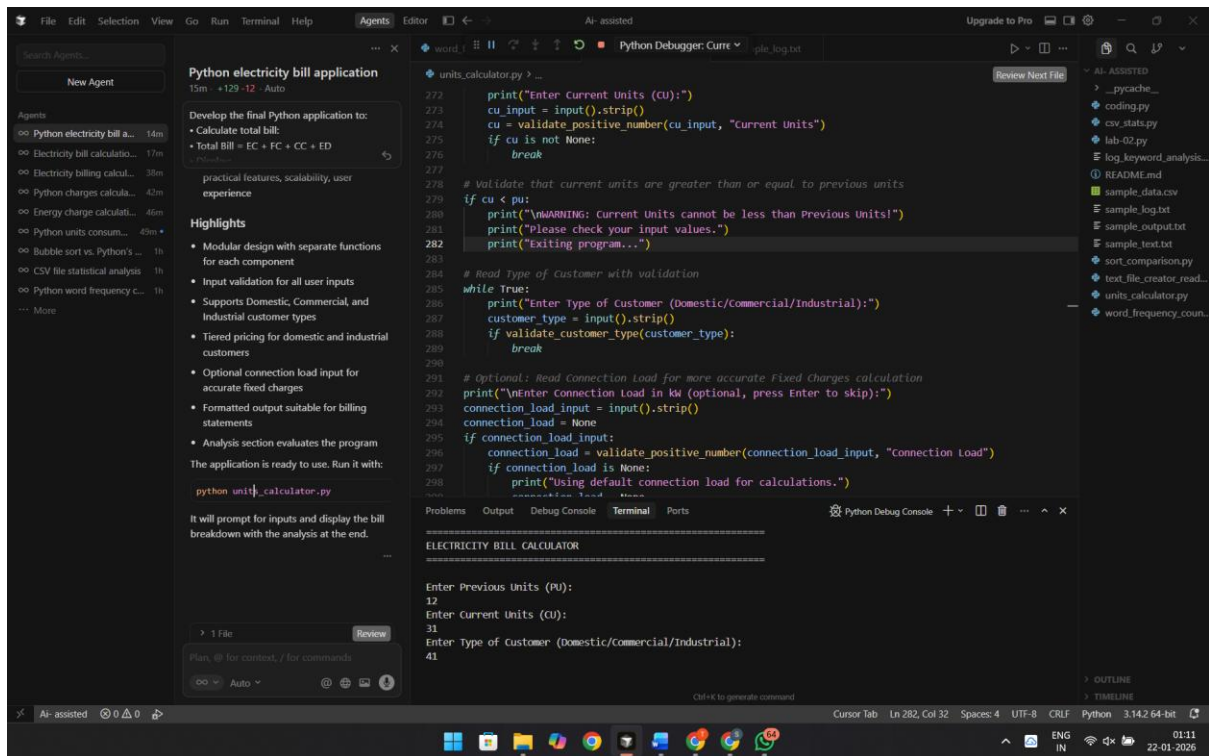 File Edit Selection View Go Run Terminal Help
Agents Editor
Ai- assisted
Upgrade to Pro
Search Agents...
New Agent
Agents
Python electricity bill a... 14m
Electricity bill calculatio... 17m
Electricity billing calcul... 38m
Python charges calcula... 42m
Energy charge calculati... 46m
Python units consum... 49m
Bubble sort vs. Python's ... 1h
CSV file statistical analysis 1h
Python word frequency c... 1h
More
Python electricity bill application
15m · +129 -12 · Auto
Develop the final Python application to:
• Calculate total bill:
• Total Bill = EC + FC + CC + ED
practical features, scalability, user
experience
Highlights
• Modular design with separate functions
for each component
• Input validation for all user inputs
• Supports Domestic, Commercial, and
Industrial customer types
• Tiered pricing for domestic and industrial
customers
• Optional connection load input for
accurate fixed charges
• Formatted output suitable for billing
statements
• Analysis section evaluates the program
The application is ready to use. Run it with:
python units_calculator.py
It will prompt for inputs and display the bill
breakdown with the analysis at the end.
1 File
Review
Plan, @ for context, / for commands
Auto
word_f
Python Debugger: Curre
ple_log.txt
units_calculator.py > ...
Review Next File
272 print("Enter Current Units (CU):")
273 cu_input = input().strip()
274 cu = validate_positive_number(cu_input, "Current Units")
275 if cu is not None:
276 break
277
278 # Validate that current units are greater than or equal to previous units
279 if cu < pu:
280 print("\nWARNING: Current Units cannot be less than Previous Units!")
281 print("Please check your input values.")
282 print("Exiting program...")
283
284 # Read Type of Customer with validation
285 while True:
286 print("Enter Type of Customer (Domestic/Commercial/Industrial):")
287 customer_type = input().strip()
288 if validate_customer_type(customer_type):
289 break
290
291 # Optional: Read Connection Load for more accurate Fixed Charges calculation
292 print("\nEnter Connection Load in kW (optional, press Enter to skip):")
293 connection_load_input = input().strip()
294 connection_load = None
295 if connection_load_input:
296 connection_load = validate_positive_number(connection_load_input, "Connection Load")
297 if connection_load is None:
298 print("Using default connection load for calculations.")
Problems Output Debug Console Terminal Ports
Python Debug Console
ELECTRICITY BILL CALCULATOR
Enter Previous Units (PU):
12
Enter Current Units (CU):
31
Enter Type of Customer (Domestic/Commercial/Industrial):
41
Ctrl+K to generate command
AI- ASSISTED
__pycache__
coding.py
csv_stats.py
lab-02.py
log_keyword_analysis...
README.md
sample_data.csv
sample_log.txt
sample_output.txt
sample_text.txt
sort_comparison.py
text_file_creator_read...
units_calculator.py
word_frequency_coun...
OUTLINE
TIMELINE
Ai- assisted 0 0
Cursor Tab Ln 282, Col 32 Spaces: 4 UTF-8 CRLF Python 3.14.2 64-bit
64
ENG
IN
01:11
22-01-2026